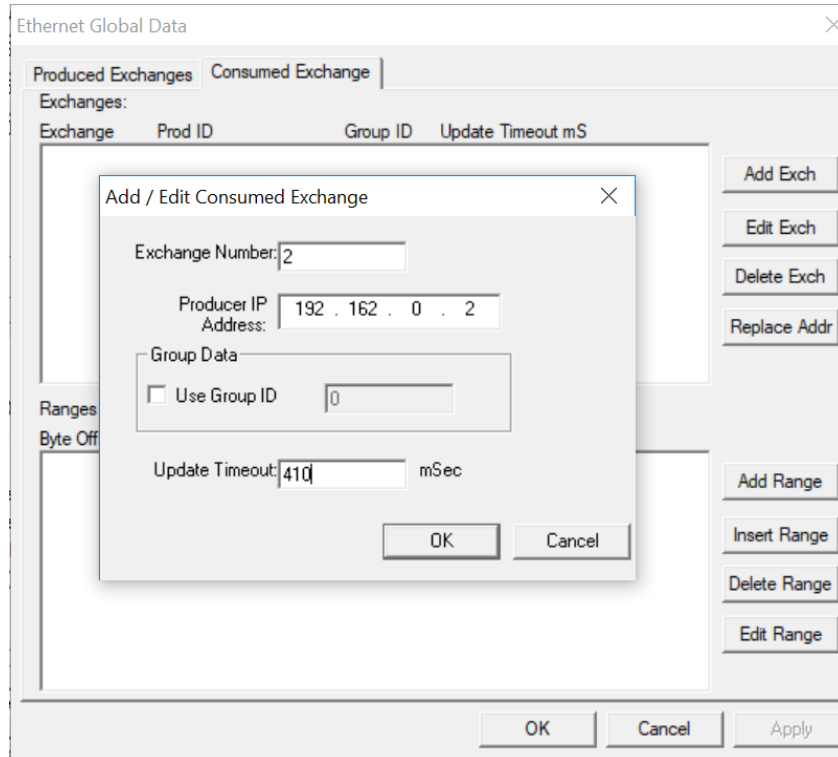 Ethernet Global Data
Produced Exchanges Consumed Exchange
Exchanges:
Exchange Prod ID Group ID Update Timeout mS
Add Exch
Edit Exch
Delete Exch
Replace Addr
Add / Edit Consumed Exchange
Exchange Number: 2
Producer IP
Address: 192 . 162 . 0 . 2
Group Data
Use Group ID 0
Update Timeout: 410 mSec
OK Cancel
Ranges
Byte Off
Add Range
Insert Range
Delete Range
Edit Range
OK Cancel Apply